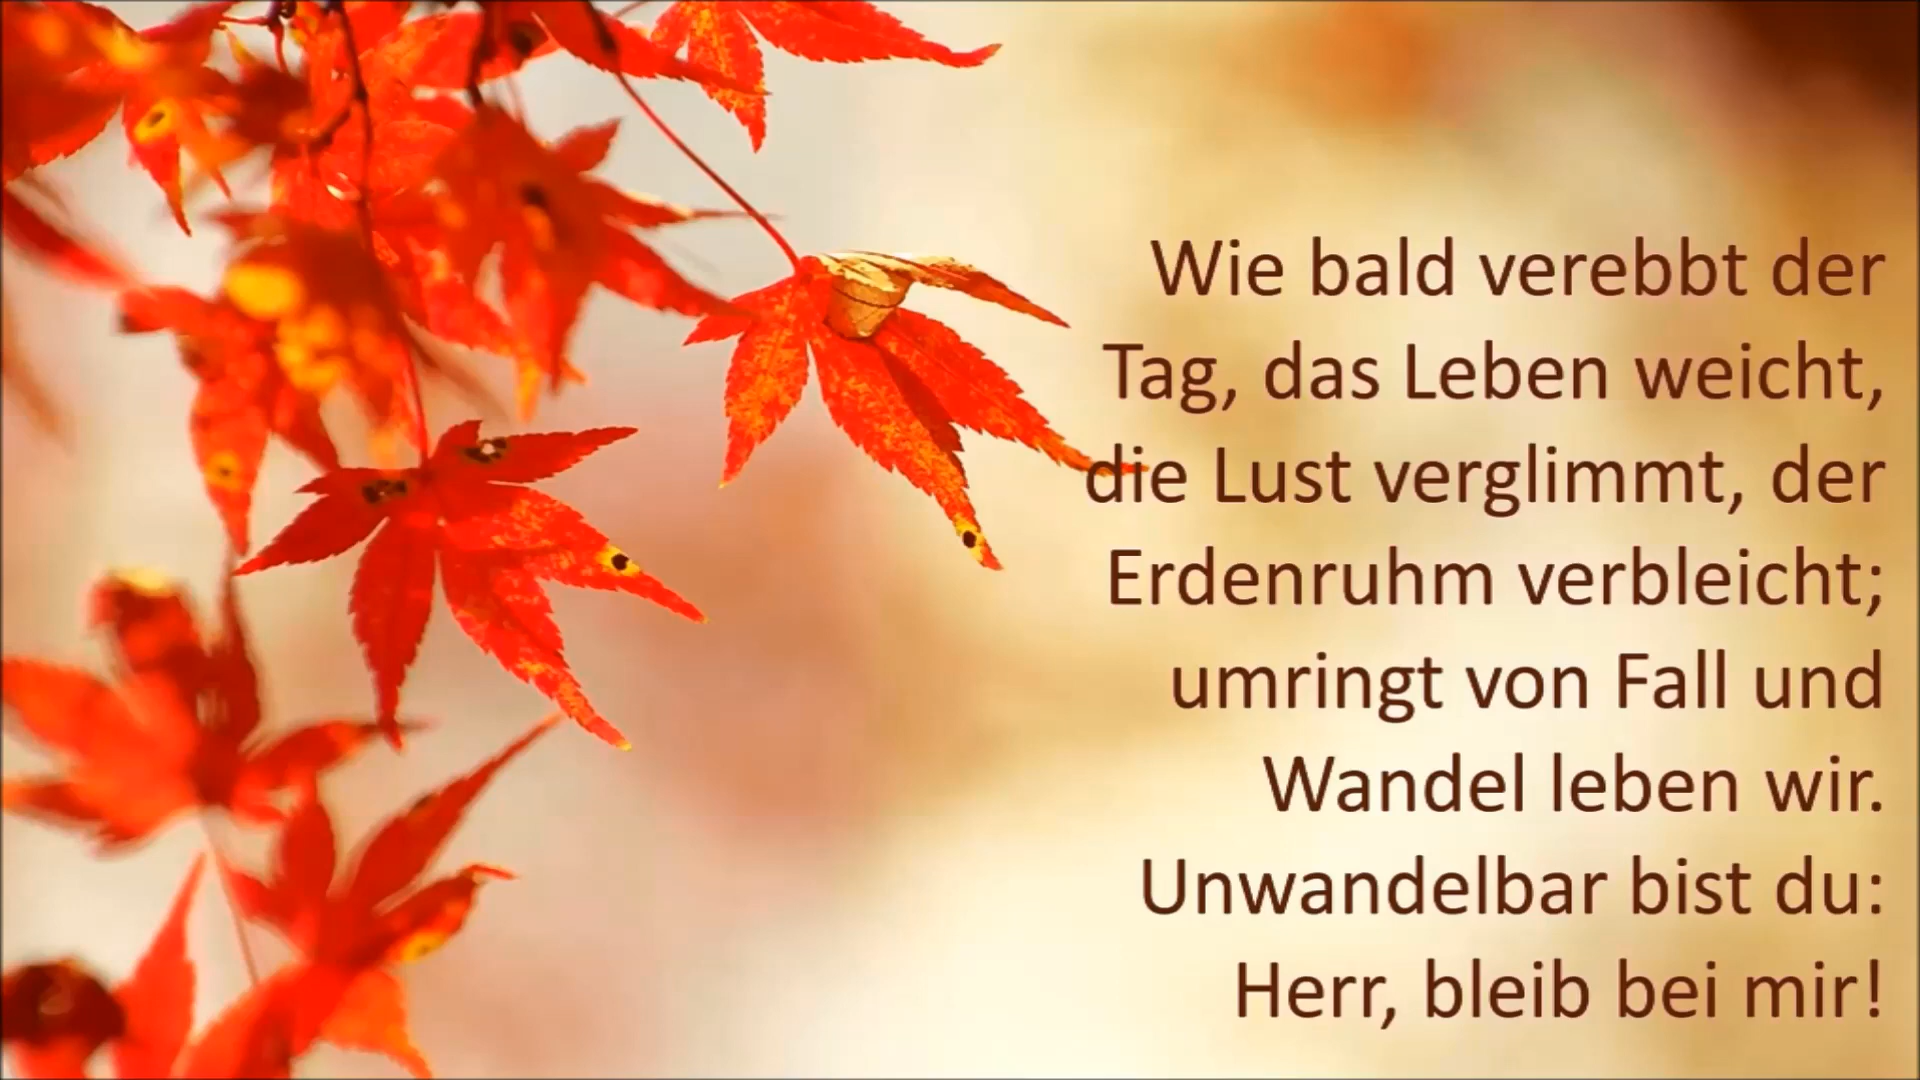 Wie bald verebbt der
Tag, das Leben weicht,
die Lust verglimmt, der
Erdenruhm verbleicht;
umringt von Fall und
Wandel leben wir.
Unwandelbar bist du:
Herr, bleib bei mir!